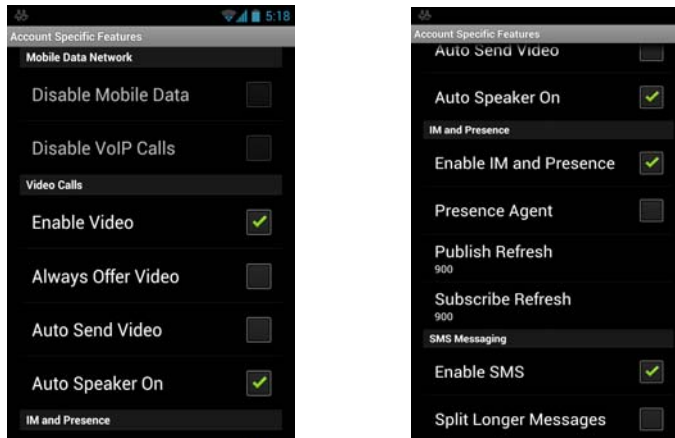 5:18
Account Specific Features
Mobile Data Network
Disable Mobile Data
Disable VoIP Calls
Video Calls
Enable Video
Always Offer Video
Auto Send Video
Auto Speaker On
IM and Presence
Account Specific Features
Auto Send Video
Auto Speaker On
IM and Presence
Enable IM and Presence
Presence Agent
Publish Refresh
900
Subscribe Refresh
900
SMS Messaging
Enable SMS
Split Longer Messages